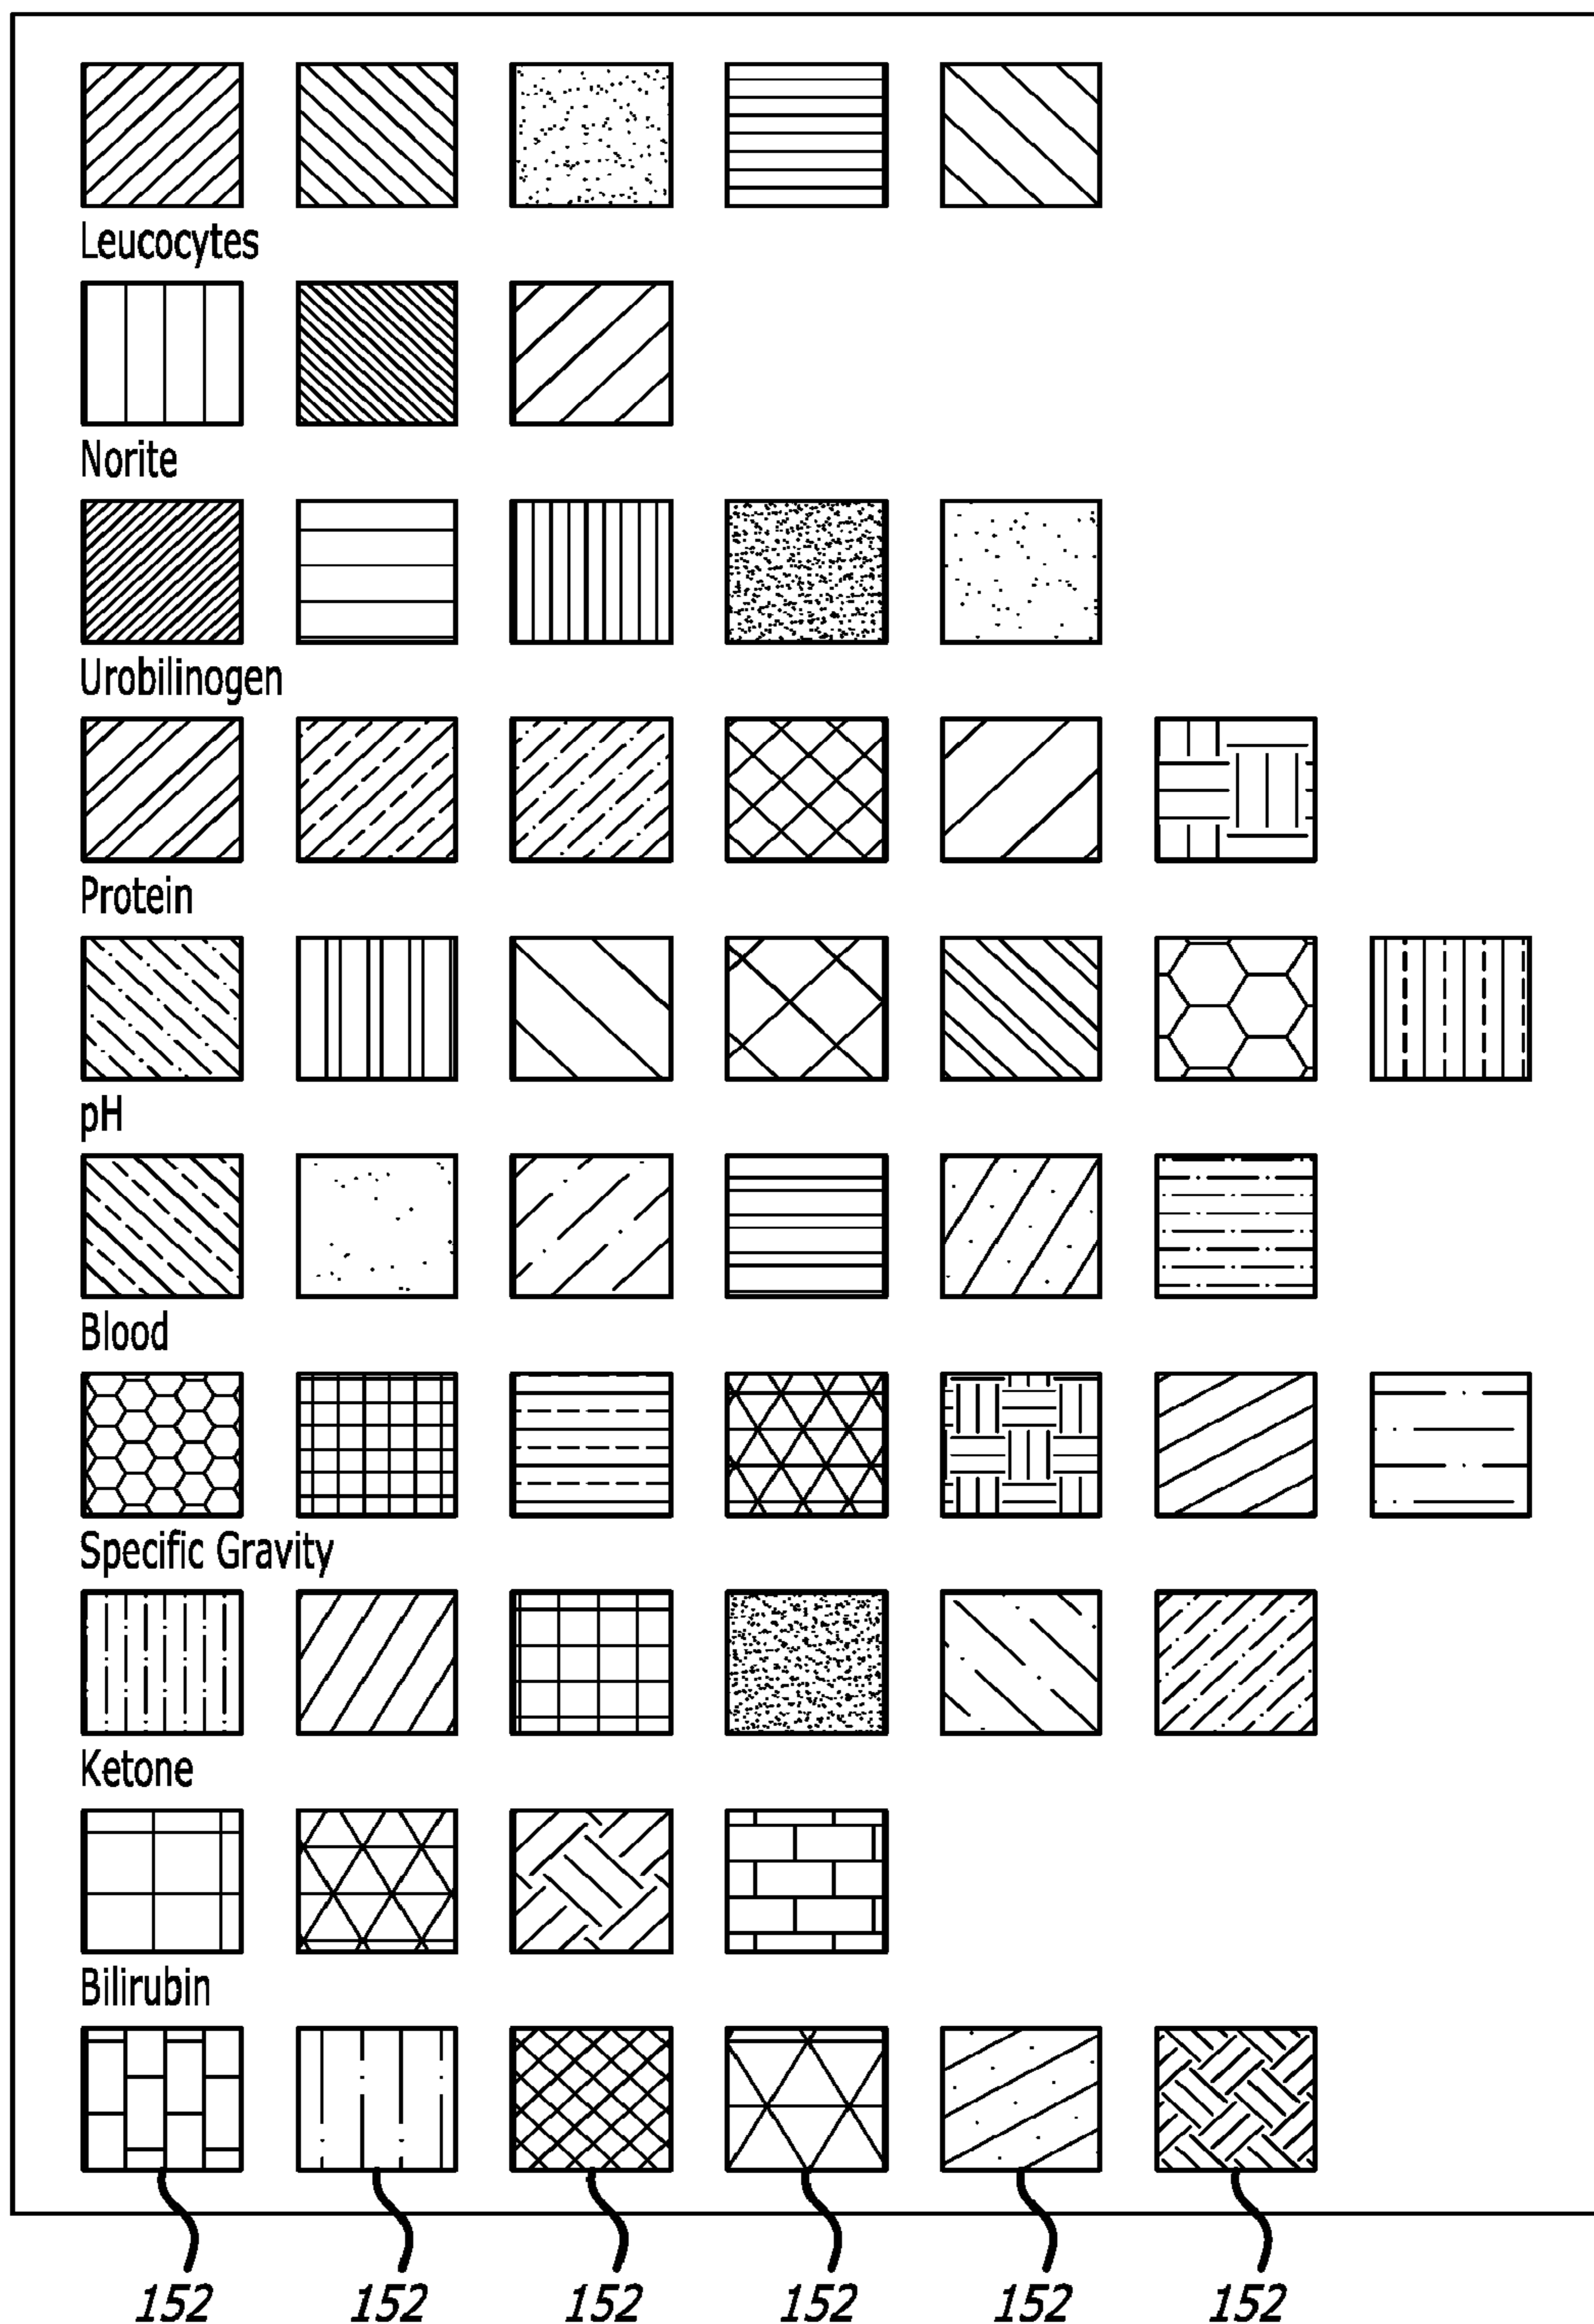 Leucocytes
Norite
Urobilinogen
Protein
pH
Blood
Specific Gravity
Ketone
Bilirubin
152 152 152 152 152 152